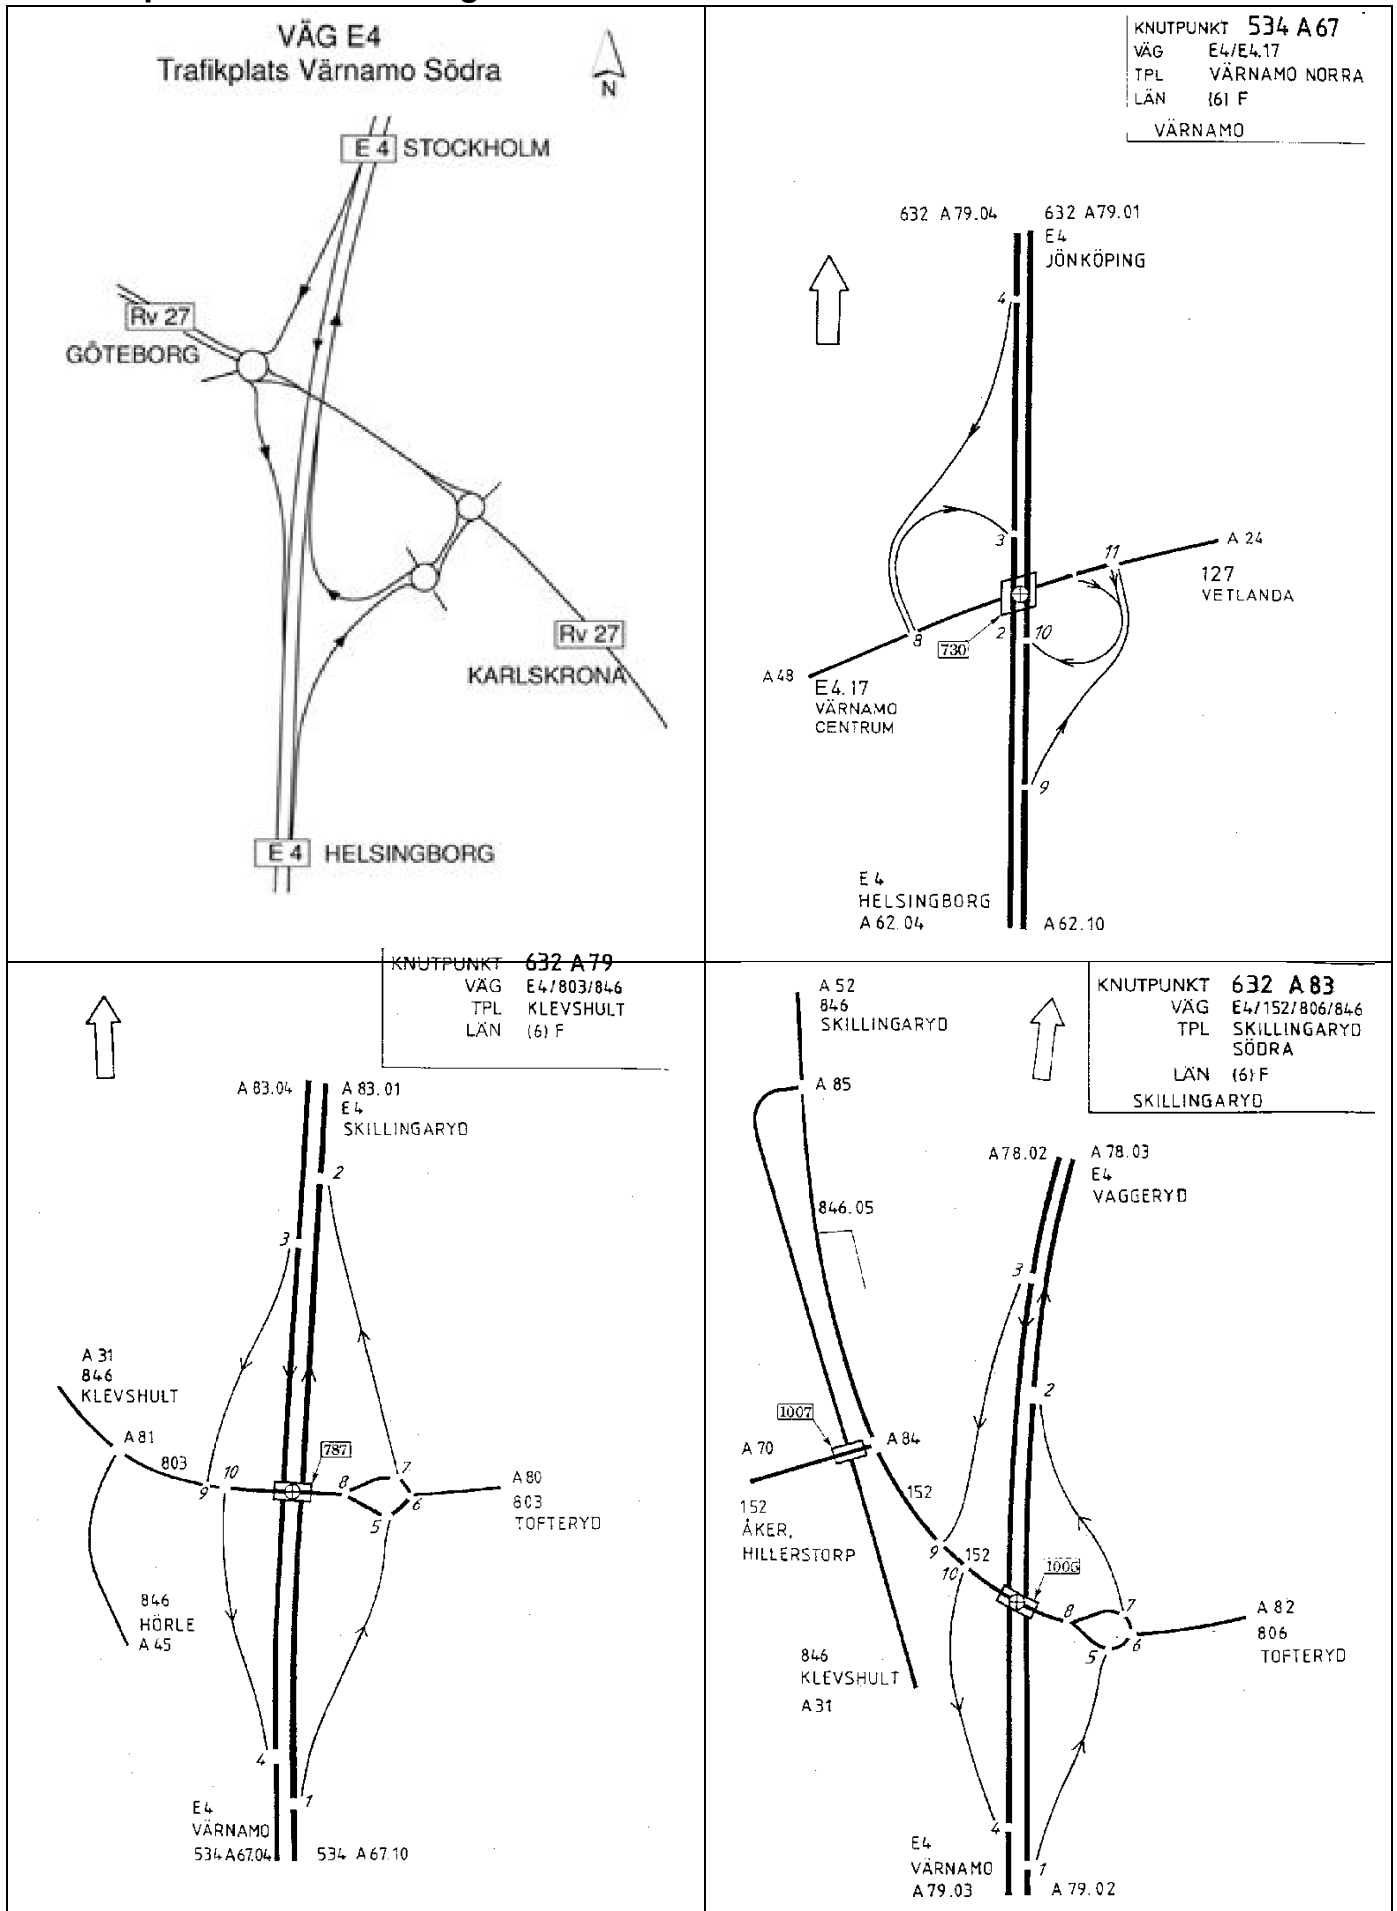 VÄG E4
Trafikplats Värnamo Södra
N
E 4 STOCKHOLM
Rv 27
GÖTEBORG
Rv 27
KARLSKRONA
E 4 HELSINGBORG
KNUTPUNKT 534 A67
VÄG E4/E4.17
TPL VÄRNAMO NORRA
LÄN (6) F
VÄRNAMO
632 A79.04 632 A79.01
E4
JÖNKÖPING
4
3
11
A 24
127
VETLANDA
8
2
10
730
A 48
E4.17
VÄRNAMO
CENTRUM
9
E4
HELSINGBORG
A 62.04 A 62.10
KNUTPUNKT 632 A79
VÄG E4/803/846
TPL KLEVSHULT
LÄN (6) F
A 83.04 A 83.01
E4
SKILLINGARYD
2
3
A 31
846
KLEVSHULT
A 81
803
787
9
10
8
7
6
5
A 80
803
TOFTERYD
846
HÖRLE
A 45
4
1
E4
VÄRNAMO
534 A67.04 534 A67.10
KNUTPUNKT 632 A83
VÄG E4/152/806/846
TPL SKILLINGARYD
SÖDRA
LÄN (6) F
SKILLINGARYD
A 52
846
SKILLINGARYD
A 85
A 78.02 A 78.03
E4
VAGGERYD
846.05
3
2
1007
A 70
A 84
152
152
ÅKER,
HILLERSTORP
9
152
10
8
7
6
5
A 82
806
TOFTERYD
846
KLEVSHULT
A 31
4
1
E4
VÄRNAMO
A 79.03 A 79.02